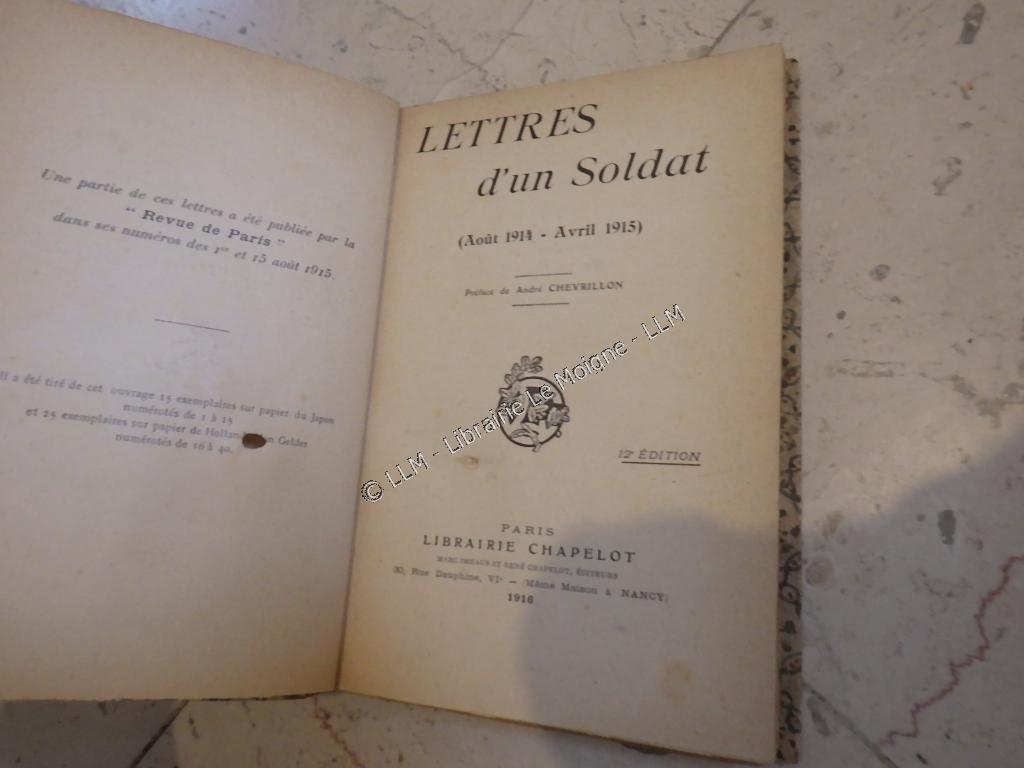 Une partie de ces lettres a été publiée par la
" Revue de Paris "
dans ses numéros des 1er et 15 août 1915.
Il a été tiré de cet ouvrage 15 exemplaires sur papier du Japon
numérotés de 1 à 15
et 25 exemplaires sur papier de Hollan an Gelder
numérotés de 16 à 40.
LETTRES
d'un Soldat
(Août 1914 - Avril 1915)
Préface de André CHEVRILLON
© LLM - Librairie Le Moigne - LLM
12e ÉDITION
PARIS
LIBRAIRIE CHAPELOT
MARC IMHAUS ET RENÉ CHAPELOT, ÉDITEURS
30, Rue Dauphine, VIe — (Même Maison à NANCY)
1916